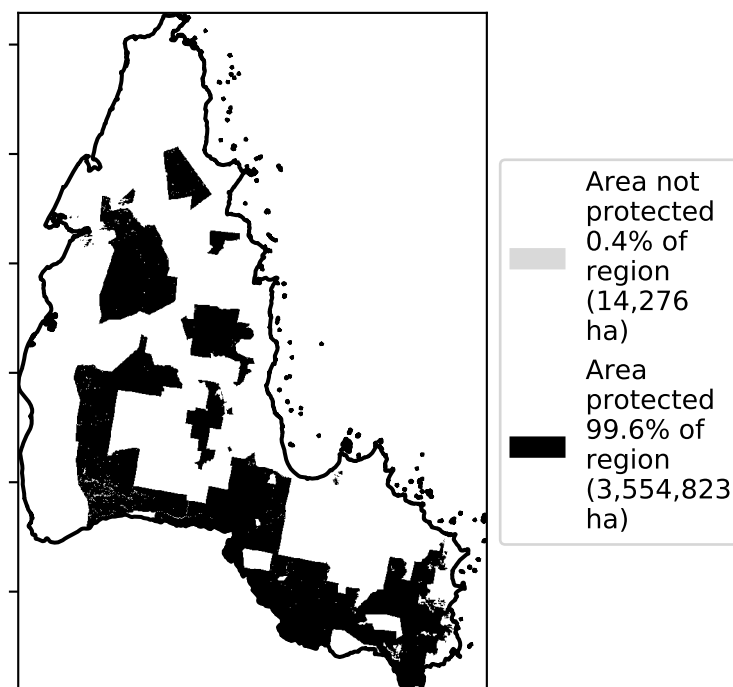 Area not
protected
0.4% of
region
(14,276
ha)
Area
protected
99.6% of
region
(3,554,823
ha)